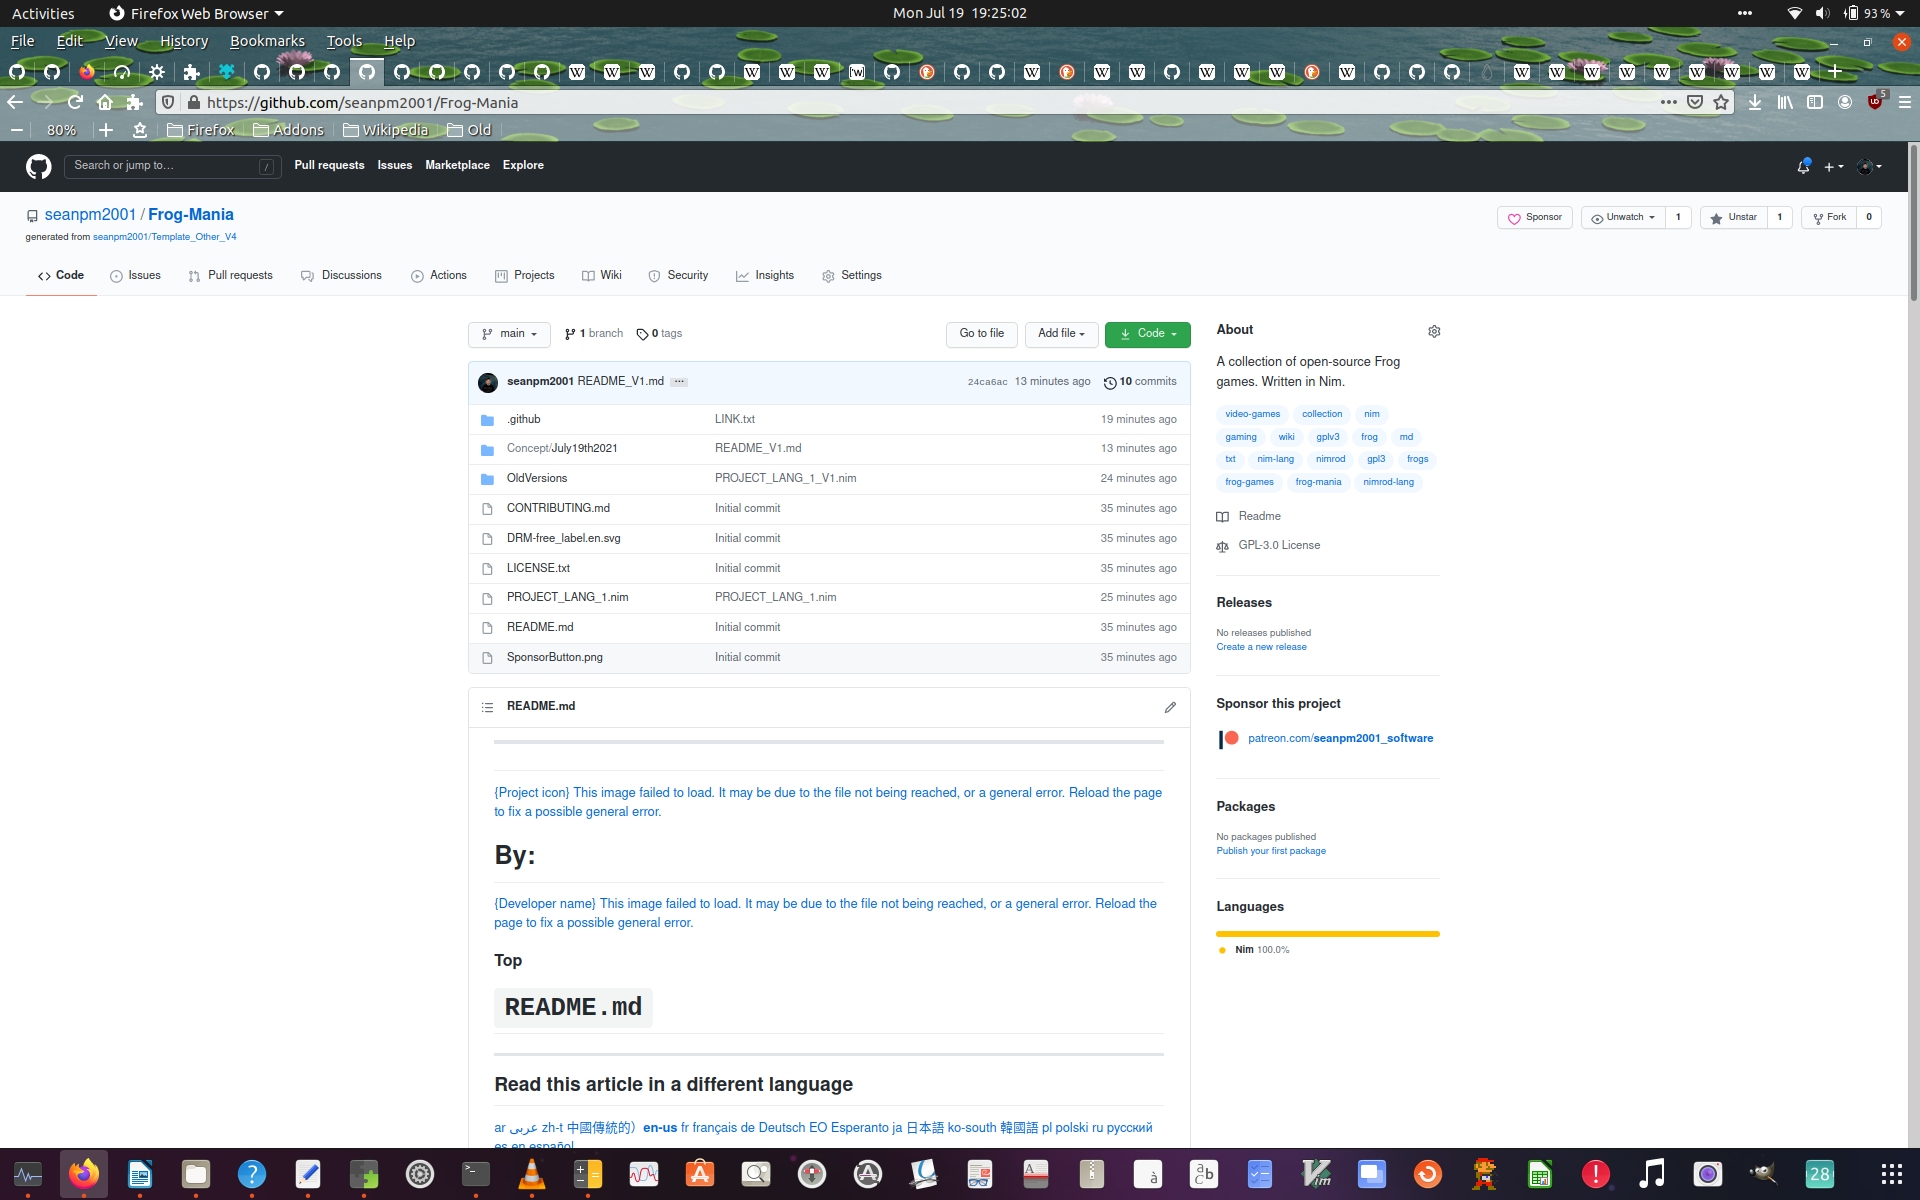 Activities Firefox Web Browser Mon Jul 19 19:25:02 93 %
File Edit View History Bookmarks Tools Help
https://github.com/seanpm2001/Frog-Mania 5
80% Firefox Addons Wikipedia Old
Search or jump to… / Pull requests Issues Marketplace Explore
seanpm2001 / Frog-Mania Sponsor Unwatch 1 Unstar 1 Fork 0
generated from seanpm2001/Template_Other_V4
Code Issues Pull requests Discussions Actions Projects Wiki Security Insights Settings
main 1 branch 0 tags Go to file Add file Code
seanpm2001 README_V1.md ... 24ca6ac 13 minutes ago 10 commits
.github LINK.txt 19 minutes ago
Concept/July19th2021 README_V1.md 13 minutes ago
OldVersions PROJECT_LANG_1_V1.nim 24 minutes ago
CONTRIBUTING.md Initial commit 35 minutes ago
DRM-free_label.en.svg Initial commit 35 minutes ago
LICENSE.txt Initial commit 35 minutes ago
PROJECT_LANG_1.nim PROJECT_LANG_1.nim 25 minutes ago
README.md Initial commit 35 minutes ago
SponsorButton.png Initial commit 35 minutes ago
README.md
{Project icon} This image failed to load. It may be due to the file not being reached, or a general error. Reload the page
to fix a possible general error.
By:
{Developer name} This image failed to load. It may be due to the file not being reached, or a general error. Reload the
page to fix a possible general error.
Top
README.md
Read this article in a different language
ar عربى zh-t 中國傳統的）en-us fr français de Deutsch EO Esperanto ja 日本語 ko-south 韓國語 pl polski ru русский
es en español
About
A collection of open-source Frog
games. Written in Nim.
video-games collection nim
gaming wiki gplv3 frog md
txt nim-lang nimrod gpl3 frogs
frog-games frog-mania nimrod-lang
Readme
GPL-3.0 License
Releases
No releases published
Create a new release
Sponsor this project
patreon.com/seanpm2001_software
Packages
No packages published
Publish your first package
Languages
Nim 100.0%
28